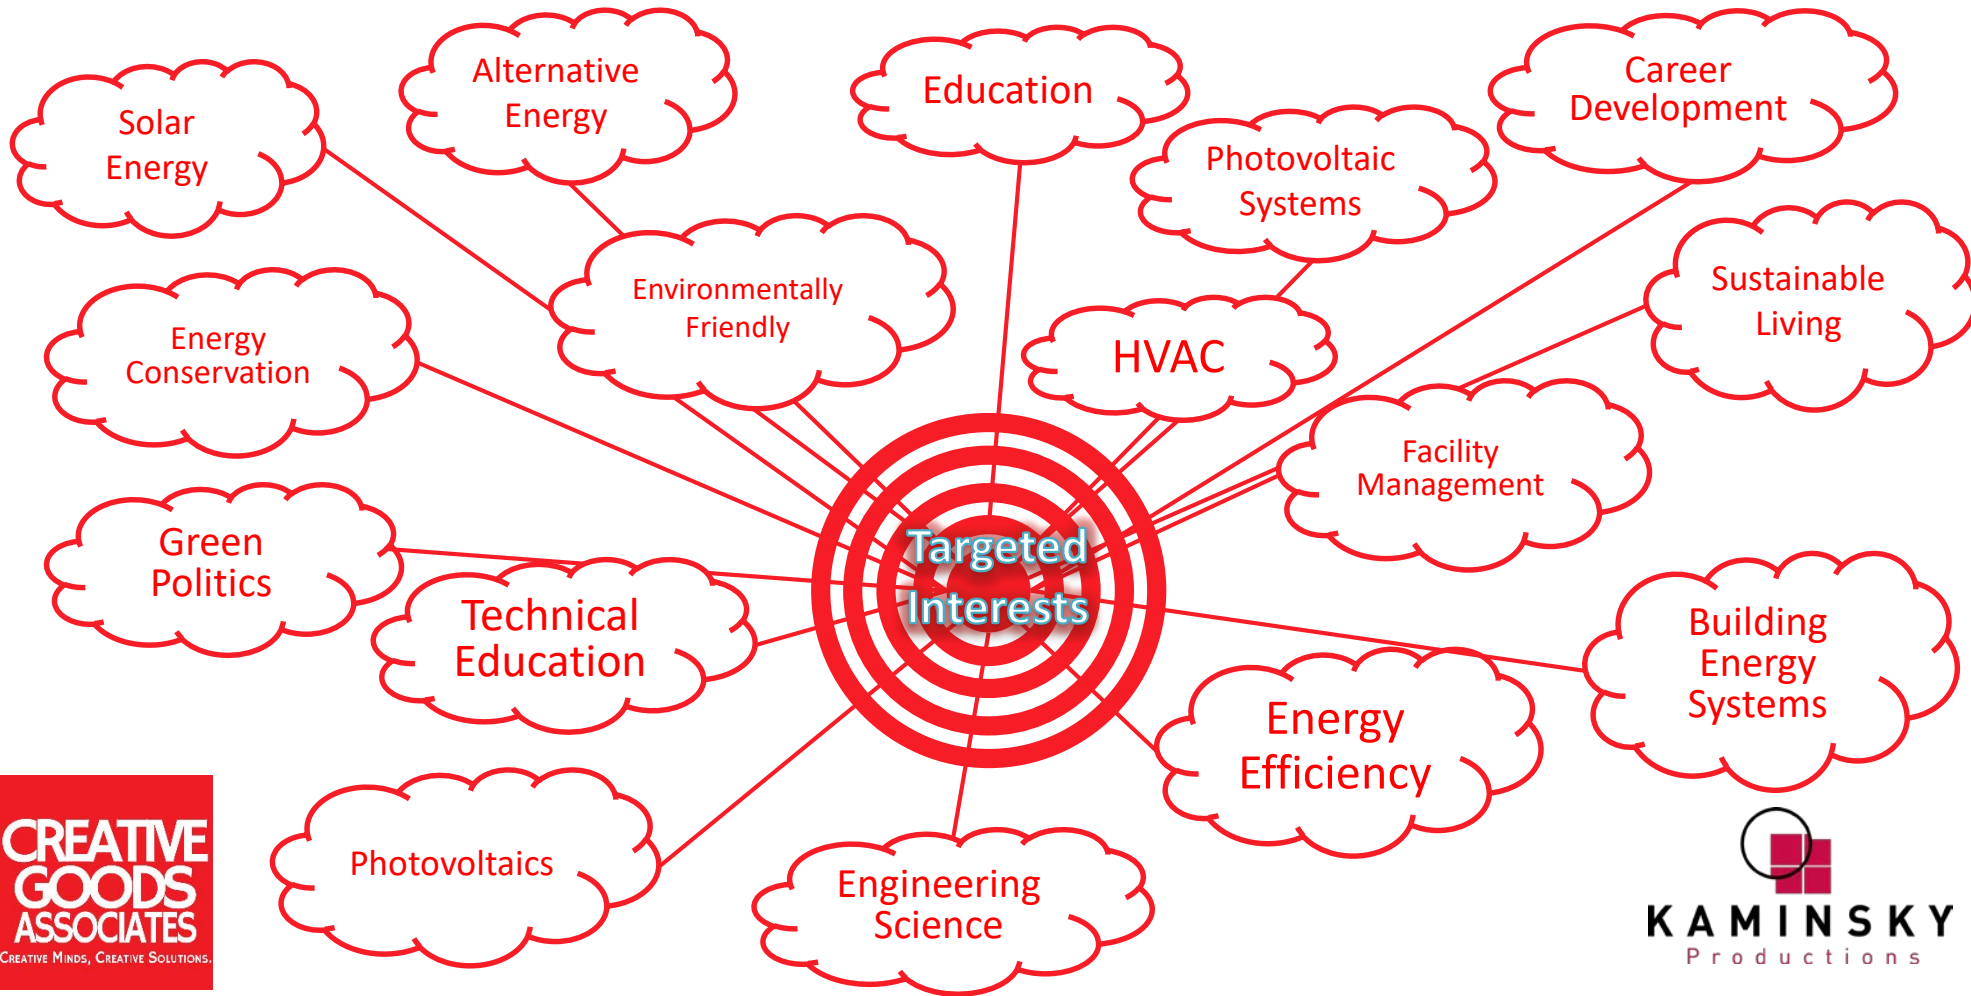 Solar
Energy
Alternative
Energy
Education
Photovoltaic
Systems
Career
Development
Energy
Conservation
Environmentally
Friendly
HVAC
Sustainable
Living
Facility
Management
Green
Politics
Technical
Education
Targeted
Interests
Building
Energy
Systems
Energy
Efficiency
Photovoltaics
Engineering
Science
CREATIVE
GOODS
ASSOCIATES
CREATIVE MINDS, CREATIVE SOLUTIONS.
KAMINSKY
Productions